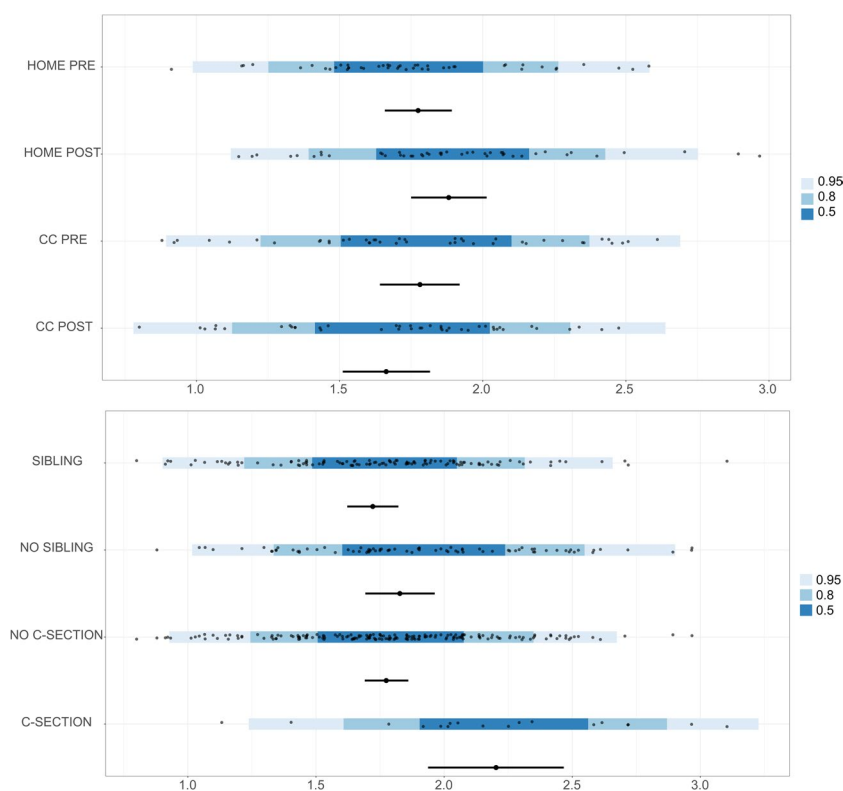 HOME PRE
HOME POST
CC PRE
CC POST
0.95
0.8
0.5
1.0 1.5 2.0 2.5 3.0
SIBLING
NO SIBLING
NO C-SECTION
C-SECTION
0.95
0.8
0.5
1.0 1.5 2.0 2.5 3.0